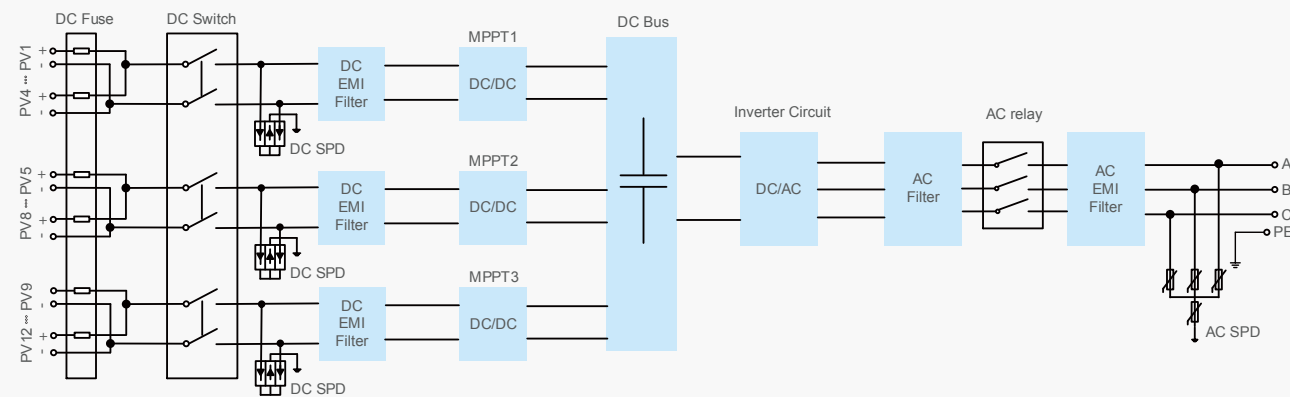 DC Fuse
DC Switch
DC Bus
MPPT1
PV4 ··· PV1
+
-
+
-
DC
EMI
Filter
DC/DC
DC SPD
Inverter Circuit
AC relay
MPPT2
PV8 ··· PV5
+
-
+
-
DC
EMI
Filter
DC/DC
DC SPD
DC/AC
AC
Filter
AC
EMI
Filter
A
B
C
PE
MPPT3
PV12 ··· PV9
+
-
+
-
DC
EMI
Filter
DC/DC
DC SPD
AC SPD